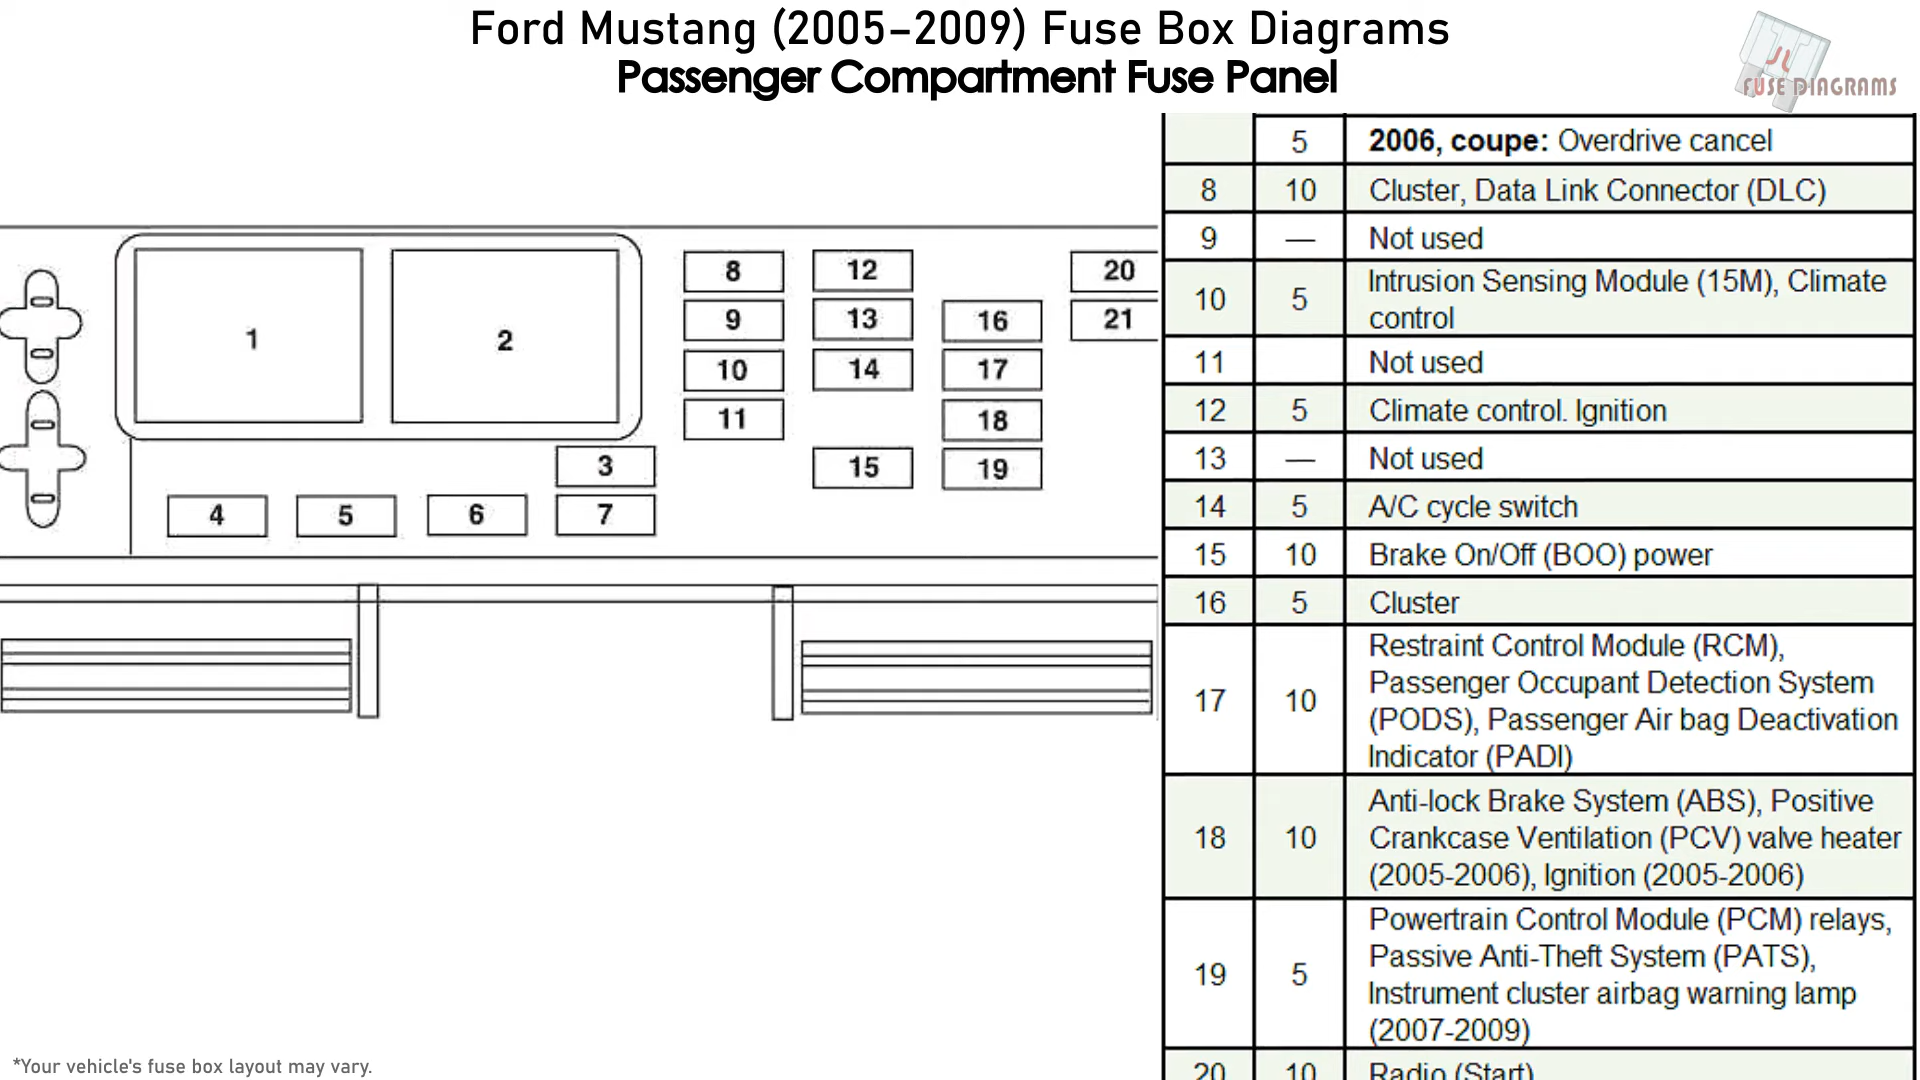 Ford Mustang (2005–2009) Fuse Box Diagrams
Passenger Compartment Fuse Panel
JL
FUSE DIAGRAMS
1
2
3
4
5
6
7
8
9
10
11
12
13
14
15
16
17
18
19
20
21
5 2006, coupe: Overdrive cancel
8 10 Cluster, Data Link Connector (DLC)
9 — Not used
10 5 Intrusion Sensing Module (15M), Climate
control
11 Not used
12 5 Climate control. Ignition
13 — Not used
14 5 A/C cycle switch
15 10 Brake On/Off (BOO) power
16 5 Cluster
17 10 Restraint Control Module (RCM),
Passenger Occupant Detection System
(PODS), Passenger Air bag Deactivation
Indicator (PADI)
18 10 Anti-lock Brake System (ABS), Positive
Crankcase Ventilation (PCV) valve heater
(2005-2006), Ignition (2005-2006)
19 5 Powertrain Control Module (PCM) relays,
Passive Anti-Theft System (PATS),
Instrument cluster airbag warning lamp
(2007-2009)
20 10 Radio (Start)
*Your vehicle's fuse box layout may vary.